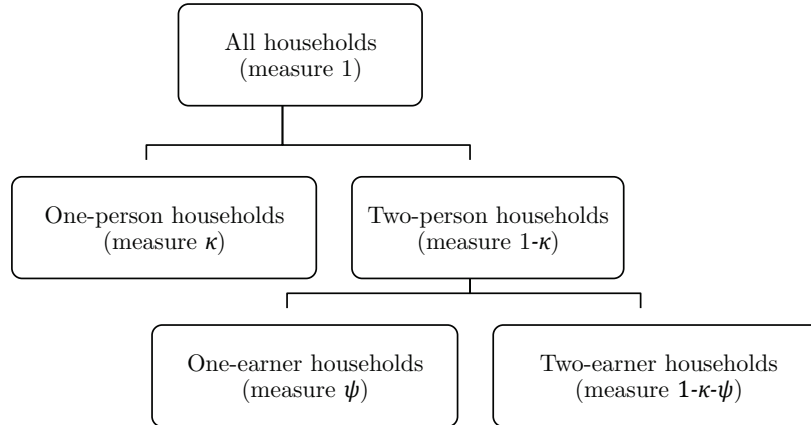 All households
(measure 1)
One-person households
(measure κ)
Two-person households
(measure 1-κ)
One-earner households
(measure ψ)
Two-earner households
(measure 1-κ-ψ)